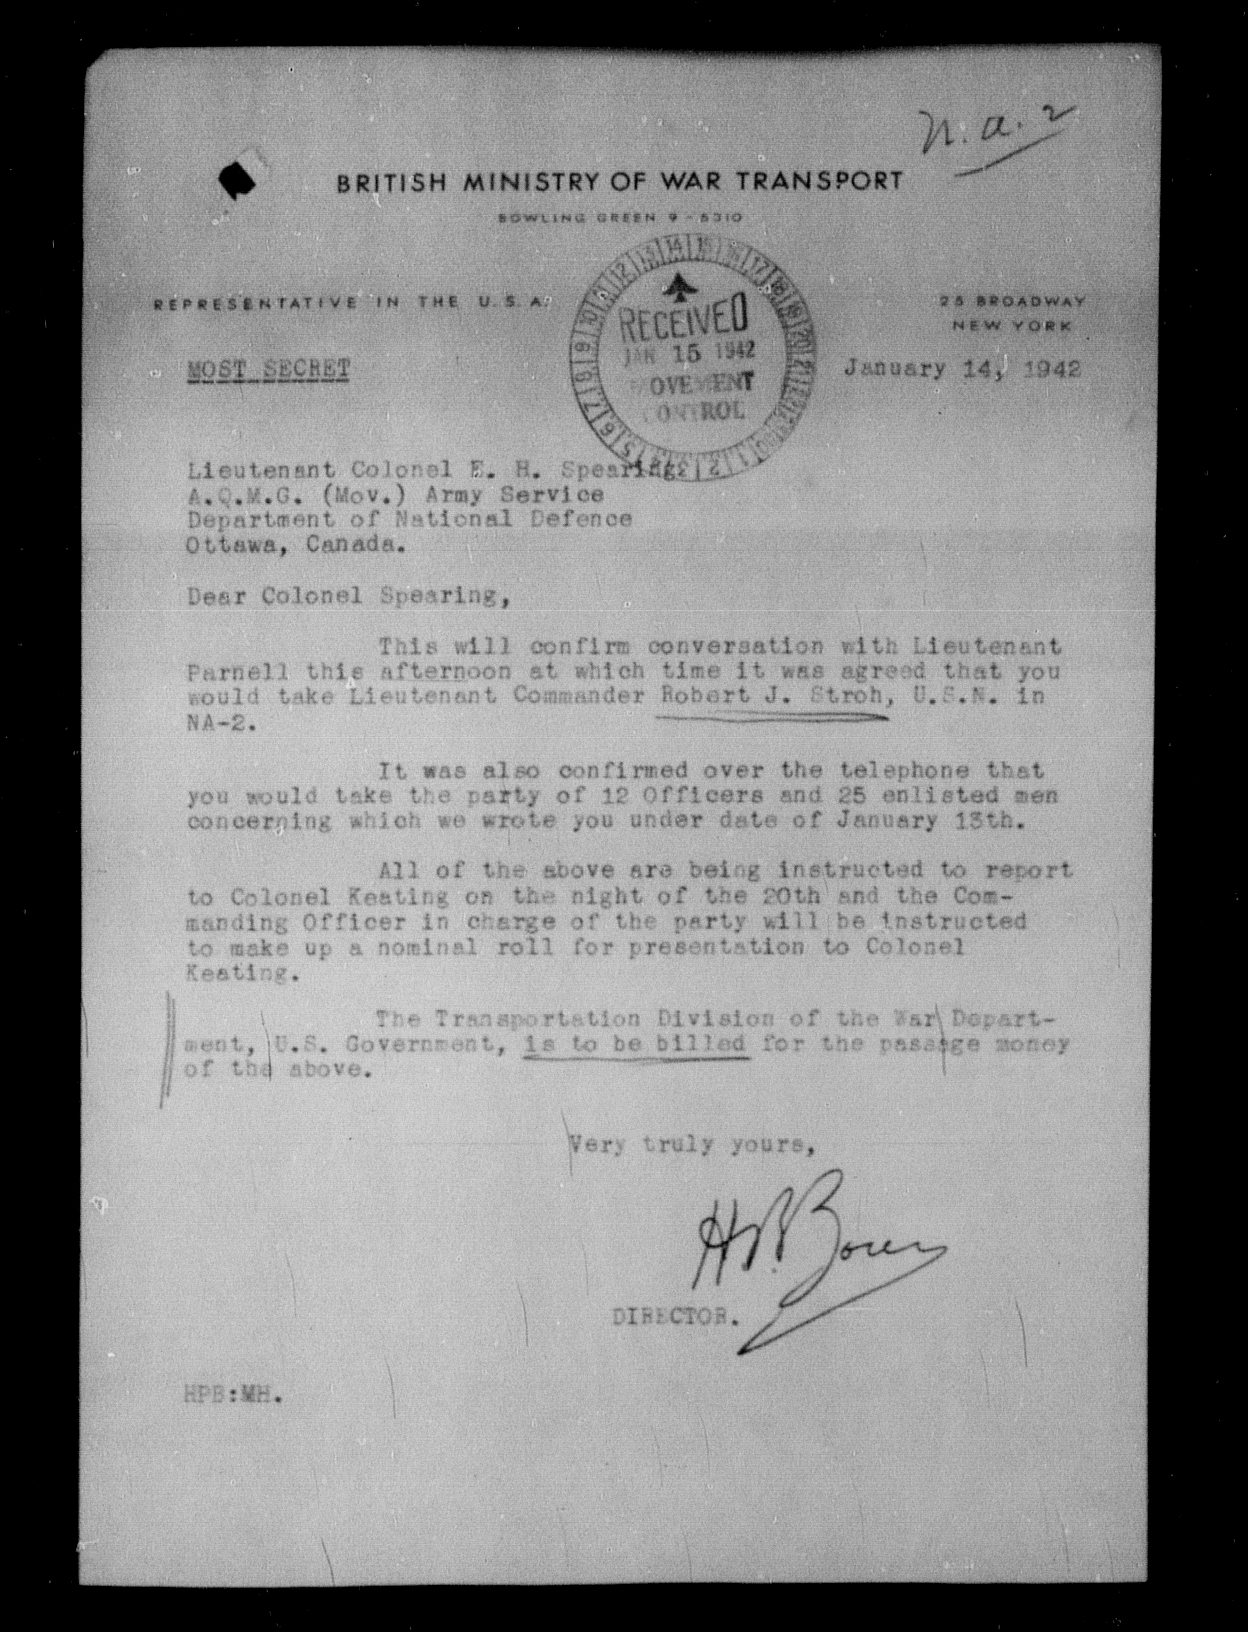 N.A. 2
BRITISH MINISTRY OF WAR TRANSPORT
BOWLING GREEN 9 - 5310
REPRESENTATIVE IN THE U.S.A.
25 BROADWAY
NEW YORK
RECEIVED
JAN 15 1942
MOVEMENT
CONTROL
MOST SECRET
January 14, 1942
Lieutenant Colonel E. H. Spearing
A.Q.M.G. (Mov.) Army Service
Department of National Defence
Ottawa, Canada.
Dear Colonel Spearing,
This will confirm conversation with Lieutenant
Parnell this afternoon at which time it was agreed that you
would take Lieutenant Commander Robert J. Stroh, U.S.N. in
NA-2.
It was also confirmed over the telephone that
you would take the party of 12 Officers and 25 enlisted men
concerning which we wrote you under date of January 13th.
All of the above are being instructed to report
to Colonel Keating on the night of the 20th and the Com-
manding Officer in charge of the party will be instructed
to make up a nominal roll for presentation to Colonel
Keating.
The Transportation Division of the War Depart-
ment, U.S. Government, is to be billed for the passage money
of the above.
Very truly yours,
DIRECTOR.
HPB:MH.